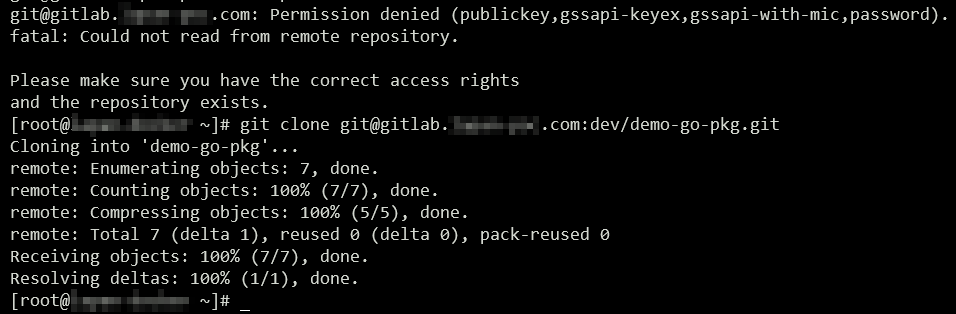 git@gitlab. .com: Permission denied (publickey,gssapi-keyex,gssapi-with-mic,password).
fatal: Could not read from remote repository.
Please make sure you have the correct access rights
and the repository exists.
[root@ ~]# git clone git@gitlab. .com:dev/demo-go-pkg.git
Cloning into 'demo-go-pkg'...
remote: Enumerating objects: 7, done.
remote: Counting objects: 100% (7/7), done.
remote: Compressing objects: 100% (5/5), done.
remote: Total 7 (delta 1), reused 0 (delta 0), pack-reused 0
Receiving objects: 100% (7/7), done.
Resolving deltas: 100% (1/1), done.
[root@ ~]# _